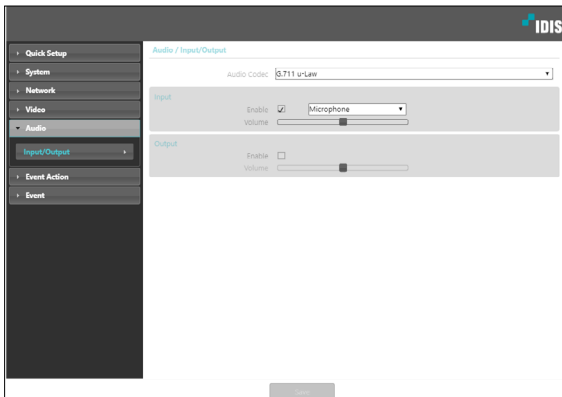 IDIS
Quick Setup
System
Network
Video
Audio
Input/Output
Event Action
Event
Audio / Input/Output
Audio Codec G.711 u-Law
Input
Enable Microphone
Volume
Output
Enable
Volume
Save